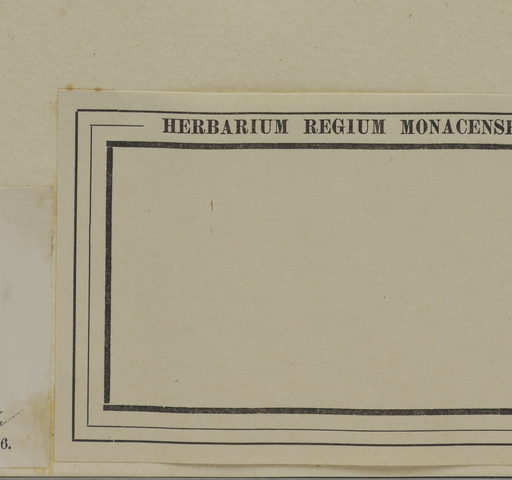 HERBARIUM REGIUM MONACENSE
6.